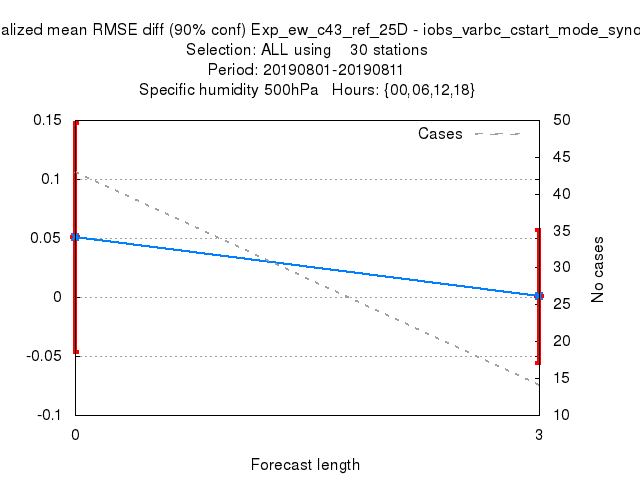 alized mean RMSE diff (90% conf) Exp_ew_c43_ref_25D - iobs_varbc_cstart_mode_syno
Selection: ALL using 30 stations
Period: 20190801-20190811
Specific humidity 500hPa Hours: {00,06,12,18}
Cases
0.15
0.1
0.05
0
-0.05
-0.1
50
45
40
35
30
25
20
15
10
No cases
0
3
Forecast length